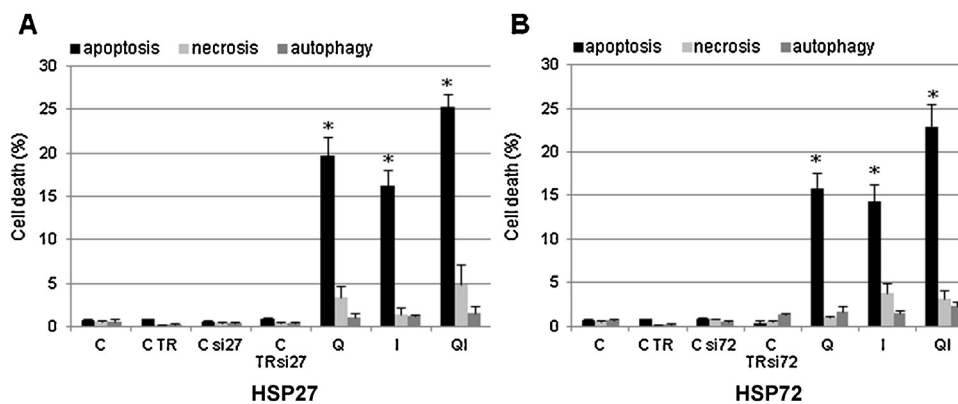 A
apoptosis necrosis autophagy
30
25
20
15
10
5
0
Cell death (%)
*
*
*
C
C TR
C si27
C
TRsi27
Q
I
QI
HSP27
B
apoptosis necrosis autophagy
30
25
20
15
10
5
0
Cell death (%)
*
*
*
C
C TR
C si72
C
TRsi72
Q
I
QI
HSP72